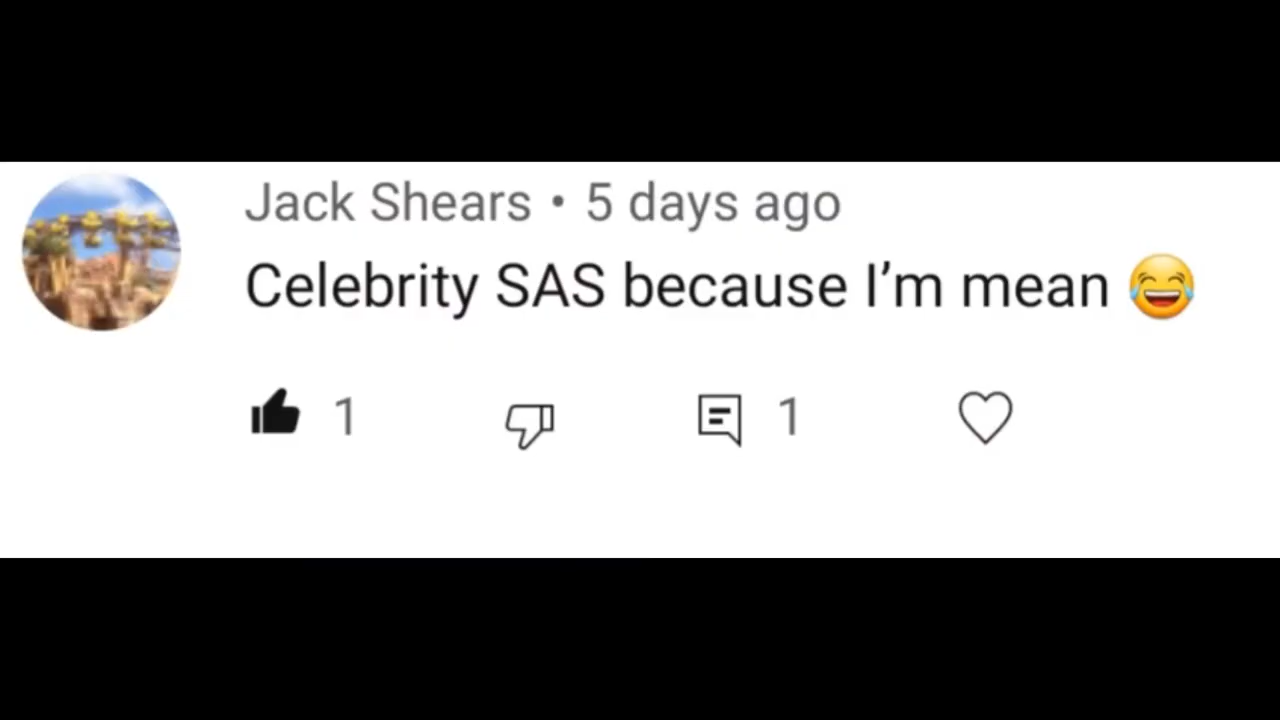 Jack Shears • 5 days ago
Celebrity SAS because I’m mean 😂
1 1